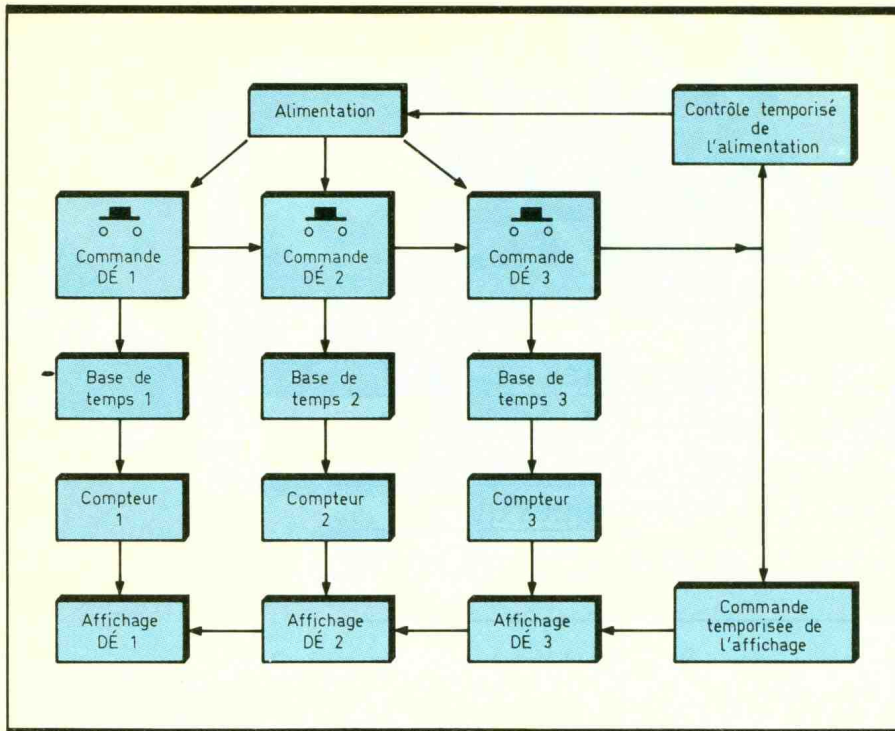 Alimentation
Contrôle temporisé
de
l'alimentation
Commande
DÉ 1
Commande
DÉ 2
Commande
DÉ 3
Base de
temps 1
Base de
temps 2
Base de
temps 3
Compteur
1
Compteur
2
Compteur
3
Affichage
DÉ 1
Affichage
DÉ 2
Affichage
DÉ 3
Commande
temporisée de
l'affichage